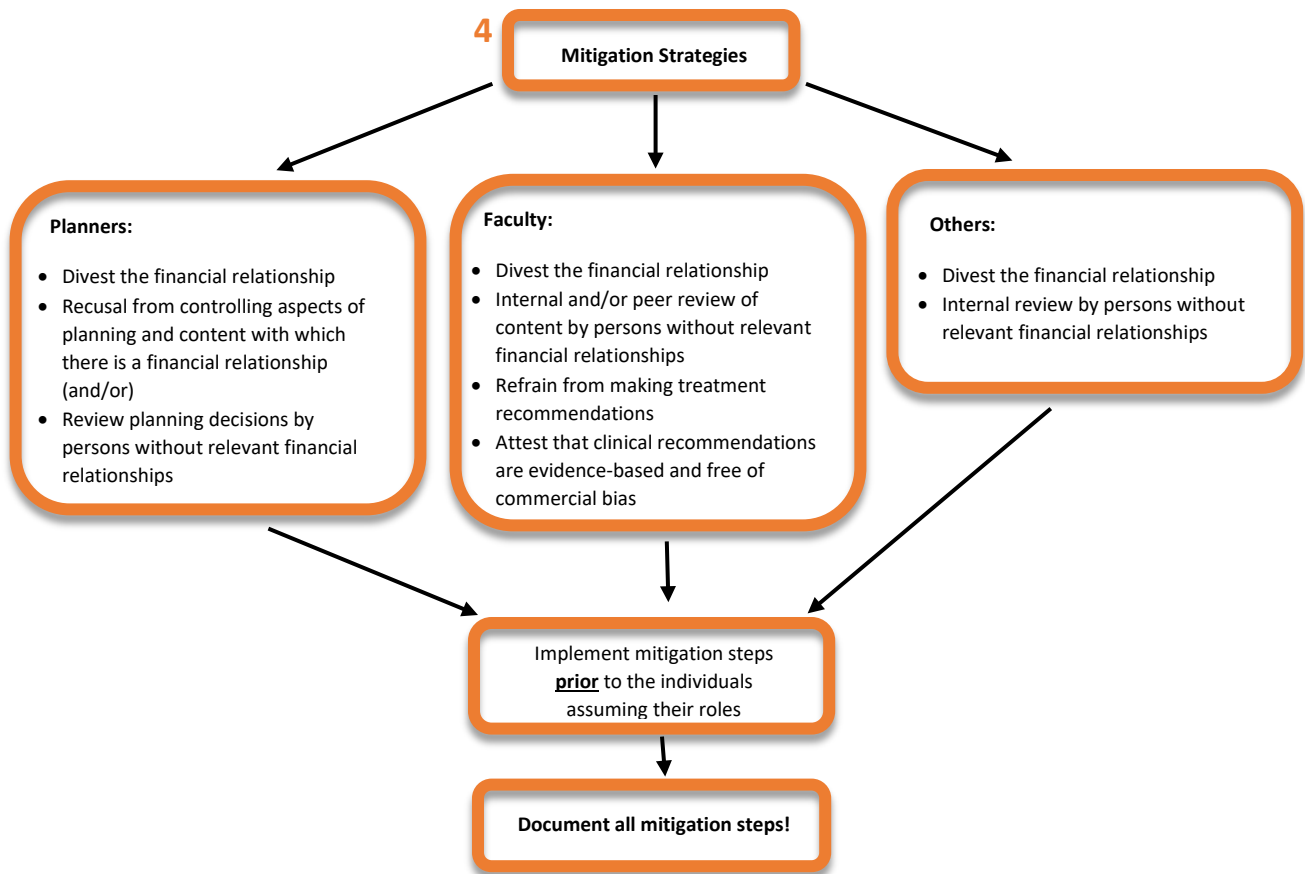 4
Mitigation Strategies
Planners:
• Divest the financial relationship
• Recusal from controlling aspects of
planning and content with which
there is a financial relationship
(and/or)
• Review planning decisions by
persons without relevant financial
relationships
Faculty:
• Divest the financial relationship
• Internal and/or peer review of
content by persons without relevant
financial relationships
• Refrain from making treatment
recommendations
• Attest that clinical recommendations
are evidence-based and free of
commercial bias
Others:
• Divest the financial relationship
• Internal review by persons without
relevant financial relationships
Implement mitigation steps
prior to the individuals
assuming their roles
Document all mitigation steps!